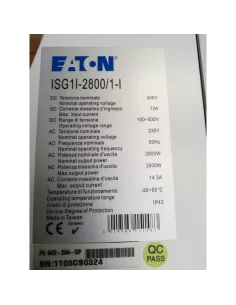 EATON
ISG1I-2800/1-I
DC Tensione nominale 400V
Nominal operating voltage
DC Corrente massima d'ingresso 13A
Max. input current
DC Range di tensione 100~500V
Operating voltage range
AC Tensione nominale 230V
Nominal operating voltage
AC Frequenza nominale 50Hz
Nominal operating frequency
AC Potenza nominale d'uscita 2800W
Nominal output power
AC Potenza massima d'uscita
Max output power
AC Corrente massima d'uscita 14.3A
Max. output current
Temperatura di funzionamento -20~55°C
Operating temperature range
Grado di protezione IP43
Device-Degree of Protection
Made in Taiwan
QC
PASS